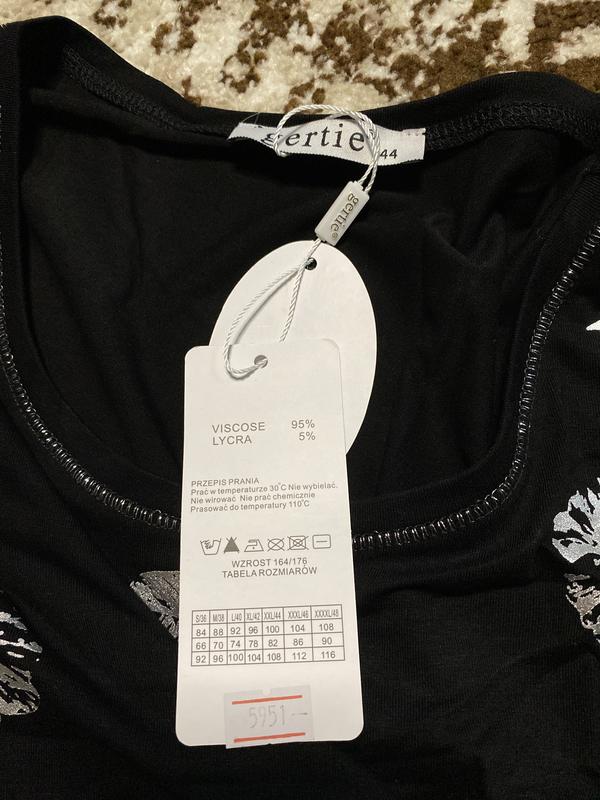 gertie 44
gertie®
VISCOSE 95%
LYCRA 5%
PRZEPIS PRANIA
Prać w temperaturze 30°C Nie wybielać.
Nie wirować Nie prać chemicznie
Prasować do temperatury 110°C
WZROST 164/176
TABELA ROZMIARÓW
S/36 M/38 L/40 XL/42 XXL/44 XXXL/46 XXXXL/48
84 88 92 96 100 104 108
66 70 74 78 82 86 90
92 96 100 104 108 112 116
5951—